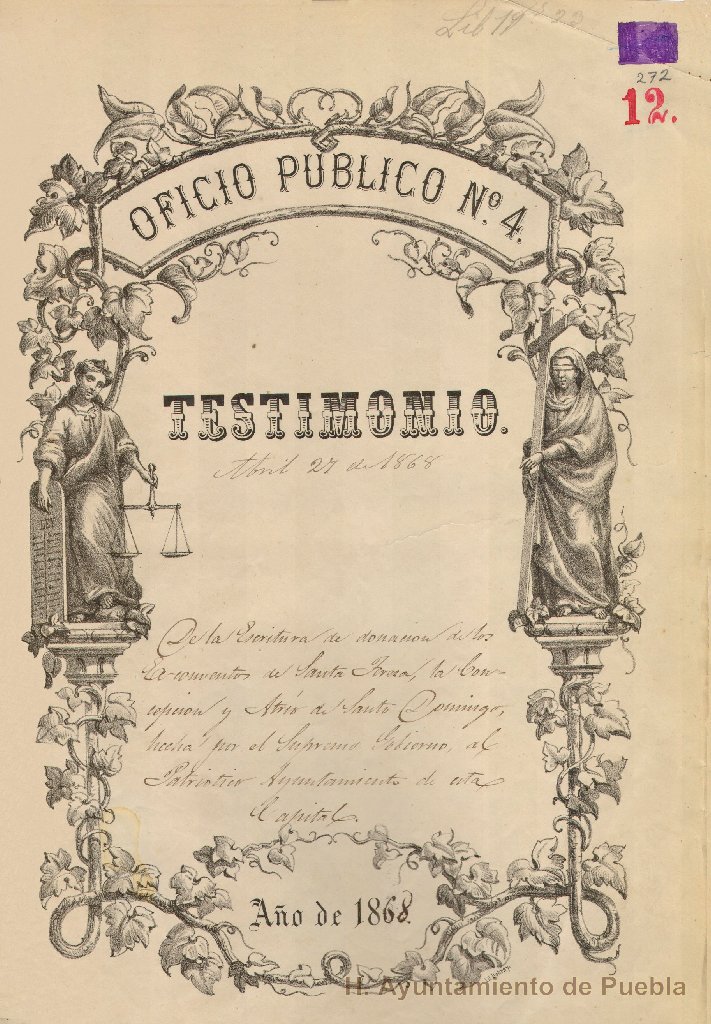 Lib 19
272
12.
OFICIO PUBLICO Nº. 4.
TESTIMONIO.
Abril 27 de 1868
De la Escritura de donacion de los
Ex-conventos de Santa Teresa, la Con-
cepcion y Atrio de Santo Domingo,
hecha por el Supremo Gobierno, al
Patriotico Ayuntamiento de esta
Capital.
Año de 1868.
H. Ayuntamiento de Puebla